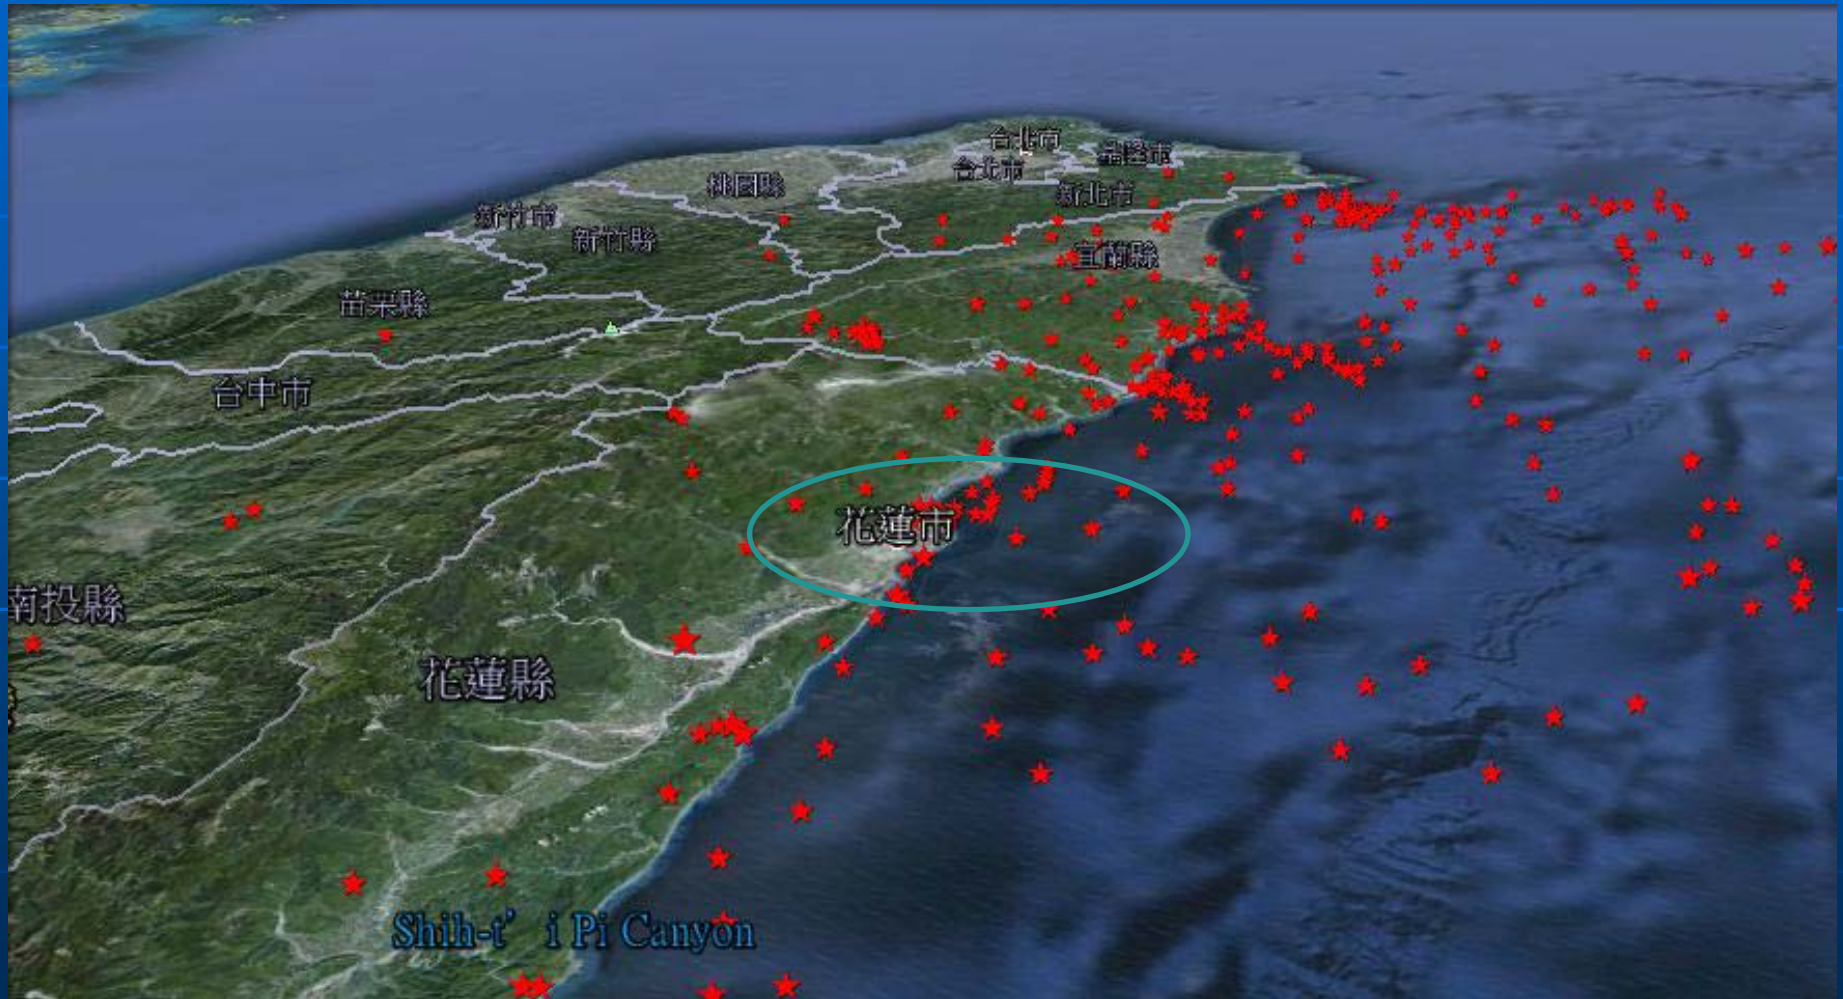 台北市
台北市
基隆市
桃園縣
新北市
新竹市
新竹縣
宜蘭縣
苗栗縣
台中市
花蓮市
南投縣
花蓮縣
Shih-t'i Pi Canyon